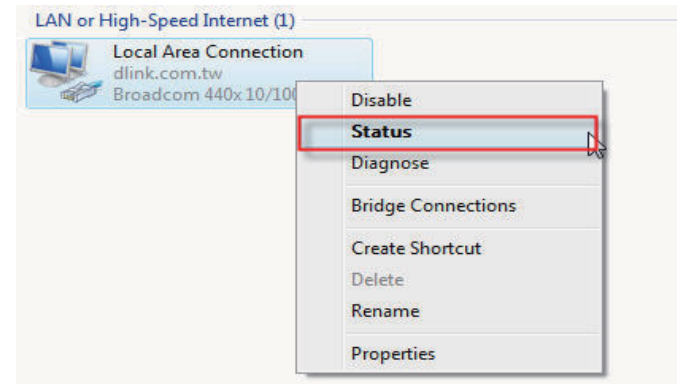 LAN or High-Speed Internet (1)
Local Area Connection
dlink.com.tw
Broadcom 440x 10/100
Disable
Status
Diagnose
Bridge Connections
Create Shortcut
Delete
Rename
Properties